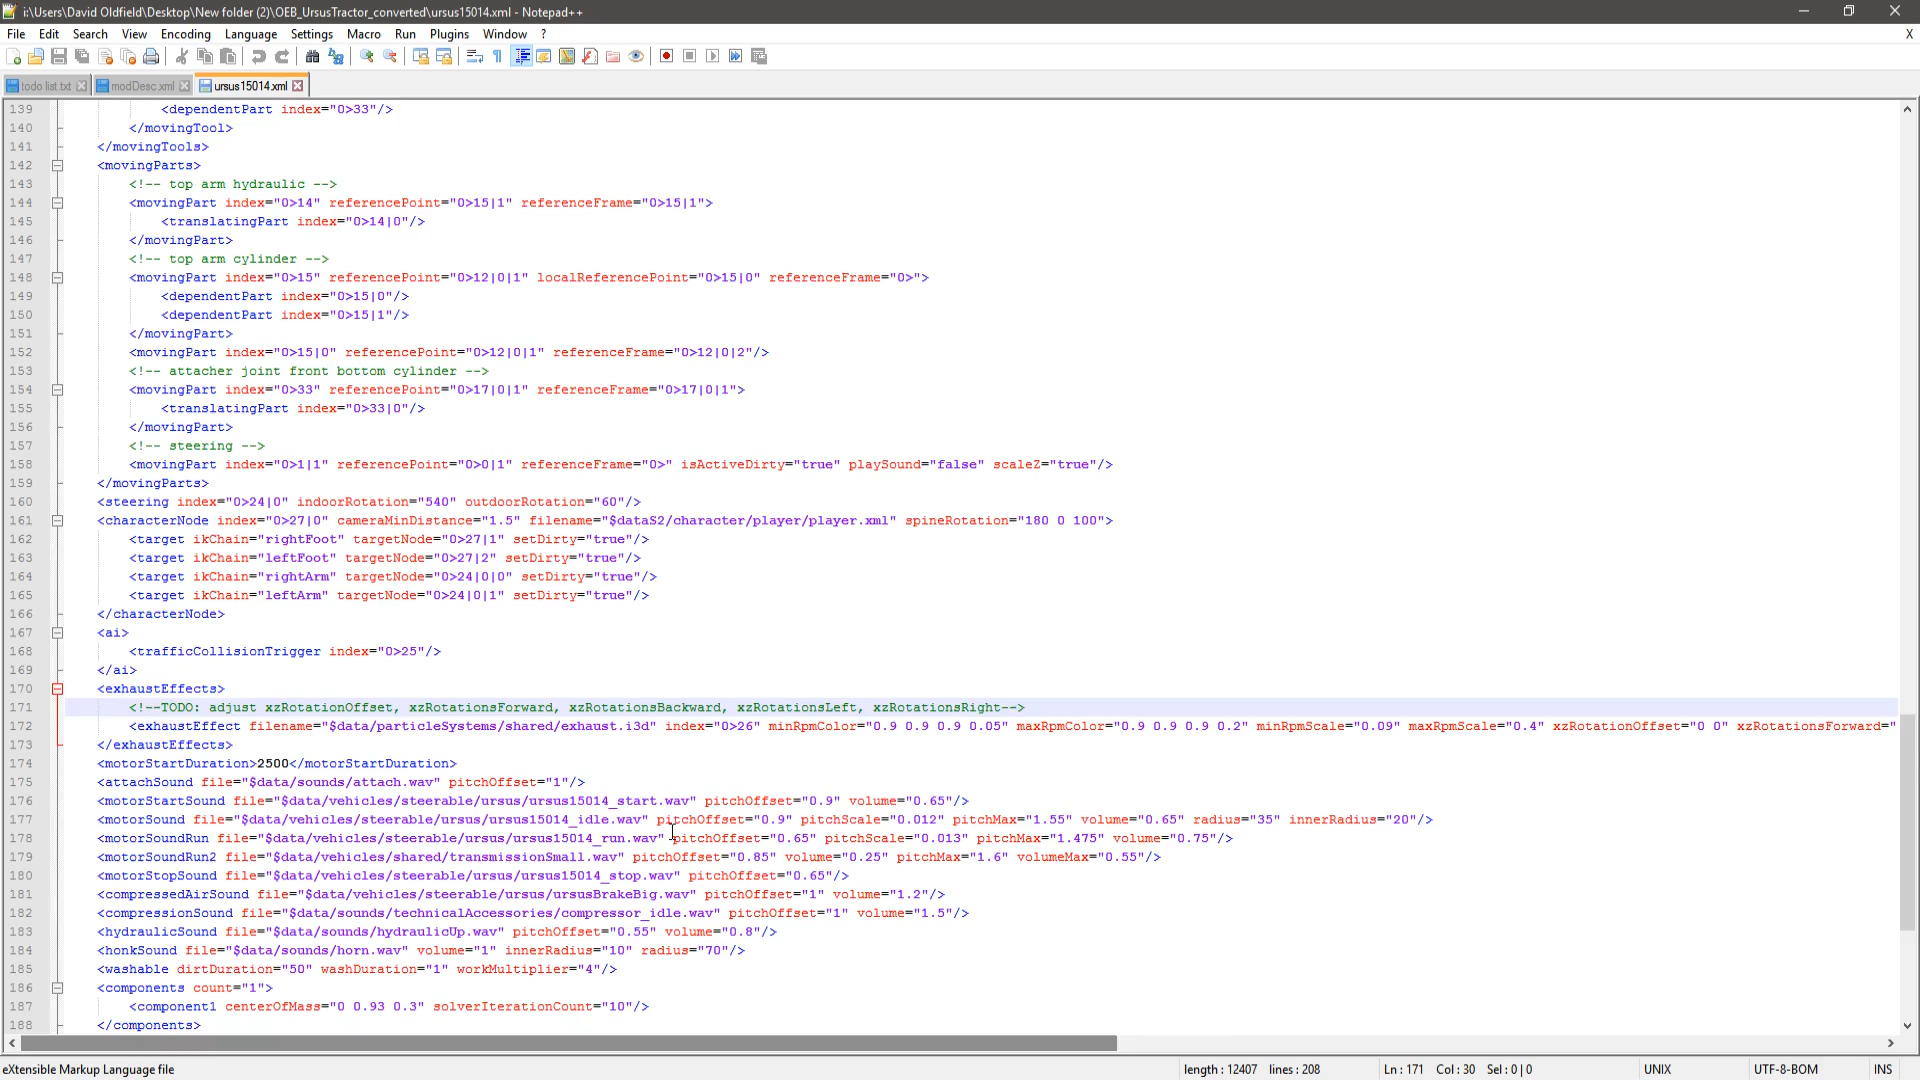 i:\Users\David Oldfield\Desktop\New folder (2)\OEB_UrsusTractor_converted\ursus15014.xml - Notepad++
File Edit Search View Encoding Language Settings Macro Run Plugins Window ? X
todo list.txt modDesc.xml ursus15014.xml
139 <dependentPart index="0>33"/>
140 </movingTool>
141 </movingTools>
142 <movingParts>
143 <!-- top arm hydraulic -->
144 <movingPart index="0>14" referencePoint="0>15|1" referenceFrame="0>15|1">
145 <translatingPart index="0>14|0"/>
146 </movingPart>
147 <!-- top arm cylinder -->
148 <movingPart index="0>15" referencePoint="0>12|0|1" localReferencePoint="0>15|0" referenceFrame="0>">
149 <dependentPart index="0>15|0"/>
150 <dependentPart index="0>15|1"/>
151 </movingPart>
152 <movingPart index="0>15|0" referencePoint="0>12|0|1" referenceFrame="0>12|0|2"/>
153 <!-- attacher joint front bottom cylinder -->
154 <movingPart index="0>33" referencePoint="0>17|0|1" referenceFrame="0>17|0|1">
155 <translatingPart index="0>33|0"/>
156 </movingPart>
157 <!-- steering -->
158 <movingPart index="0>1|1" referencePoint="0>0|1" referenceFrame="0>" isActiveDirty="true" playSound="false" scaleZ="true"/>
159 </movingParts>
160 <steering index="0>24|0" indoorRotation="540" outdoorRotation="60"/>
161 <characterNode index="0>27|0" cameraMinDistance="1.5" filename="$dataS2/character/player/player.xml" spineRotation="180 0 100">
162 <target ikChain="rightFoot" targetNode="0>27|1" setDirty="true"/>
163 <target ikChain="leftFoot" targetNode="0>27|2" setDirty="true"/>
164 <target ikChain="rightArm" targetNode="0>24|0|0" setDirty="true"/>
165 <target ikChain="leftArm" targetNode="0>24|0|1" setDirty="true"/>
166 </characterNode>
167 <ai>
168 <trafficCollisionTrigger index="0>25"/>
169 </ai>
170 <exhaustEffects>
171 <!--TODO: adjust xzRotationOffset, xzRotationsForward, xzRotationsBackward, xzRotationsLeft, xzRotationsRight-->
172 <exhaustEffect filename="$data/particleSystems/shared/exhaust.i3d" index="0>26" minRpmColor="0.9 0.9 0.9 0.05" maxRpmColor="0.9 0.9 0.9 0.2" minRpmScale="0.09" maxRpmScale="0.4" xzRotationOffset="0 0" xzRotationsForward="
173 </exhaustEffects>
174 <motorStartDuration>2500</motorStartDuration>
175 <attachSound file="$data/sounds/attach.wav" pitchOffset="1"/>
176 <motorStartSound file="$data/vehicles/steerable/ursus/ursus15014_start.wav" pitchOffset="0.9" volume="0.65"/>
177 <motorSound file="$data/vehicles/steerable/ursus/ursus15014_idle.wav" pitchOffset="0.9" pitchScale="0.012" pitchMax="1.55" volume="0.65" radius="35" innerRadius="20"/>
178 <motorSoundRun file="$data/vehicles/steerable/ursus/ursus15014_run.wav" pitchOffset="0.65" pitchScale="0.013" pitchMax="1.475" volume="0.75"/>
179 <motorSoundRun2 file="$data/vehicles/shared/transmissionSmall.wav" pitchOffset="0.85" volume="0.25" pitchMax="1.6" volumeMax="0.55"/>
180 <motorStopSound file="$data/vehicles/steerable/ursus/ursus15014_stop.wav" pitchOffset="0.65"/>
181 <compressedAirSound file="$data/vehicles/steerable/ursus/ursusBrakeBig.wav" pitchOffset="1" volume="1.2"/>
182 <compressionSound file="$data/sounds/technicalAccessories/compressor_idle.wav" pitchOffset="1" volume="1.5"/>
183 <hydraulicSound file="$data/sounds/hydraulicUp.wav" pitchOffset="0.55" volume="0.8"/>
184 <honkSound file="$data/sounds/horn.wav" volume="1" innerRadius="10" radius="70"/>
185 <washable dirtDuration="50" washDuration="1" workMultiplier="4"/>
186 <components count="1">
187 <component1 centerOfMass="0 0.93 0.3" solverIterationCount="10"/>
188 </components>
eXtensible Markup Language file length : 12407 lines : 208 Ln : 171 Col : 30 Sel : 0 | 0 UNIX UTF-8-BOM INS